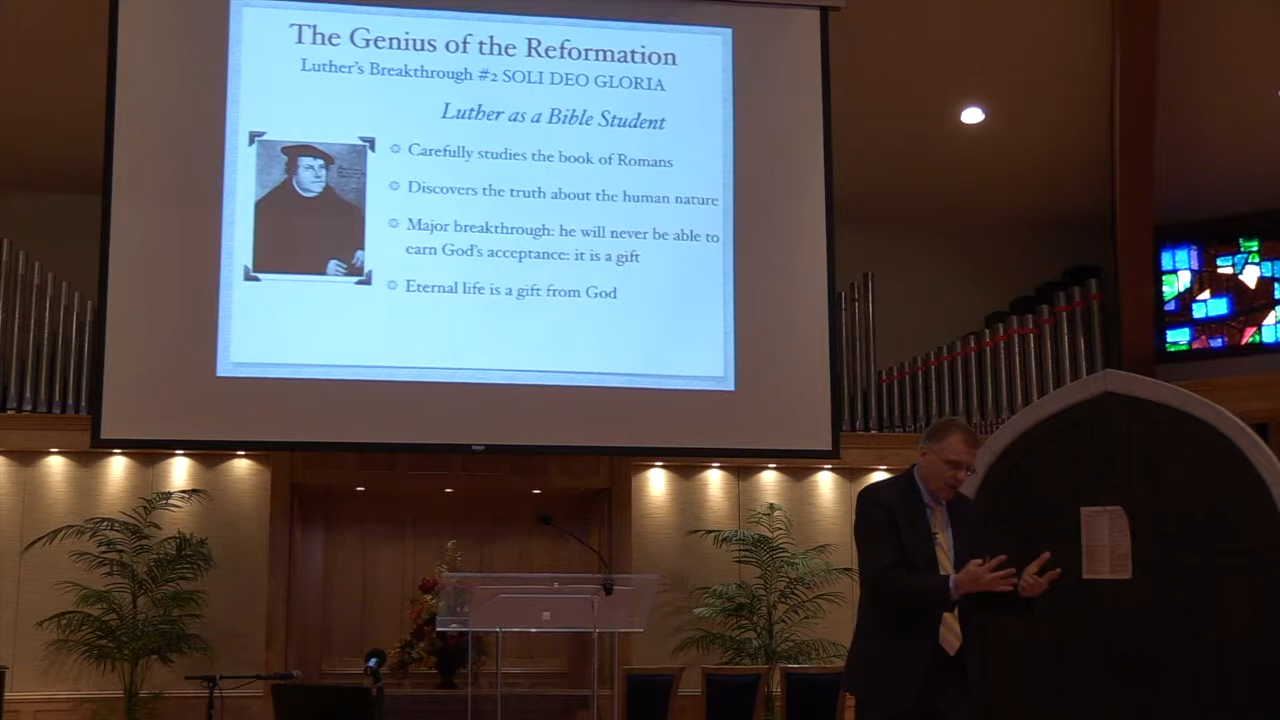 The Genius of the Reformation
Luther's Breakthrough #2 SOLI DEO GLORIA
Luther as a Bible Student
Carefully studies the book of Romans
Discovers the truth about the human nature
Major breakthrough: he will never be able to
earn God's acceptance: it is a gift
Eternal life is a gift from God